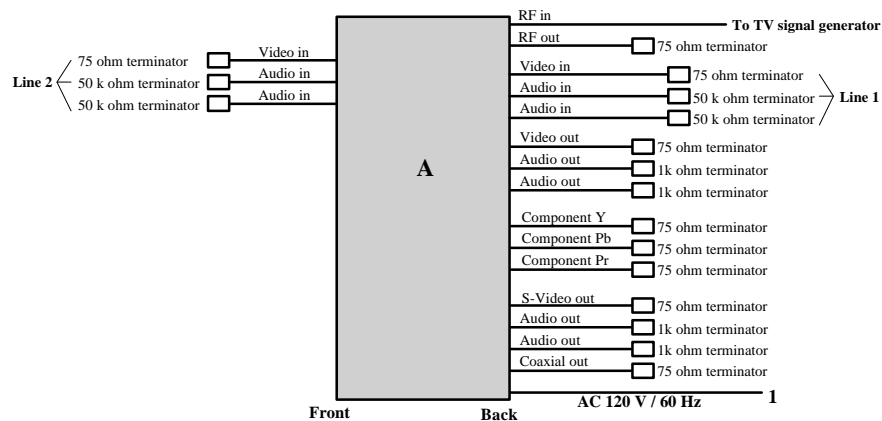 RF in
To TV signal generator
RF out
75 ohm terminator
Video in
75 ohm terminator
Line 2
Audio in
50 k ohm terminator
Audio in
50 k ohm terminator
Video in
75 ohm terminator
Audio in
50 k ohm terminator
Line 1
Audio in
50 k ohm terminator
Video out
75 ohm terminator
A
Audio out
1k ohm terminator
Audio out
1k ohm terminator
Component Y
75 ohm terminator
Component Pb
75 ohm terminator
Component Pr
75 ohm terminator
S-Video out
75 ohm terminator
Audio out
1k ohm terminator
Audio out
1k ohm terminator
Coaxial out
75 ohm terminator
AC 120 V / 60 Hz
1
Front
Back